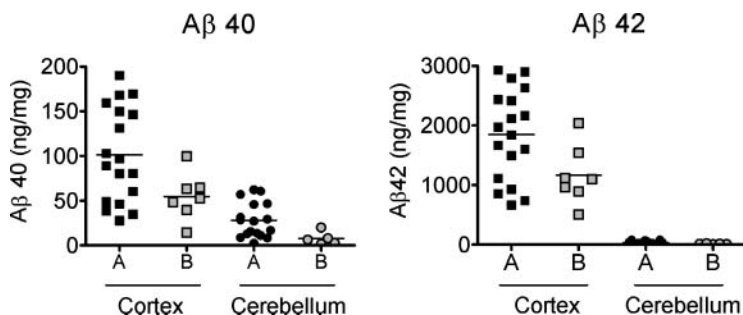 Aβ 40
Aβ 40 (ng/mg)
200
150
100
50
0
A
B
A
B
Cortex
Cerebellum
Aβ 42
Aβ42 (ng/mg)
3000
2000
1000
0
A
B
A
B
Cortex
Cerebellum